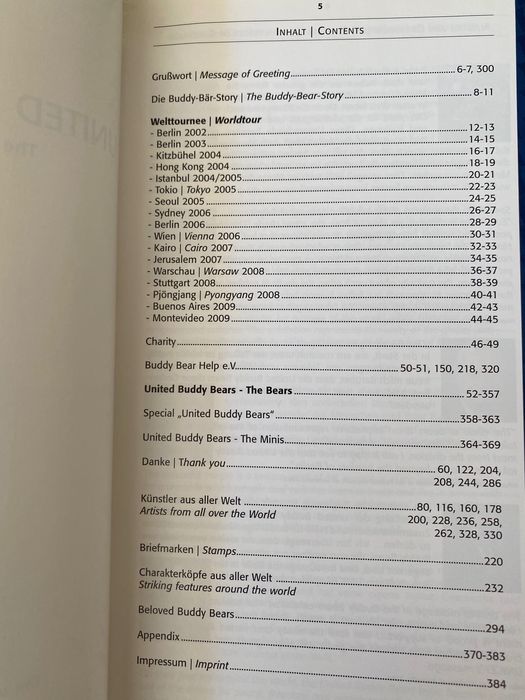 5
INHALT | CONTENTS
Grußwort | Message of Greeting 6-7, 300
Die Buddy-Bär-Story | The Buddy-Bear-Story 8-11
Welttournee | Worldtour
- Berlin 2002 12-13
- Berlin 2003 14-15
- Kitzbühel 2004 16-17
- Hong Kong 2004 18-19
- Istanbul 2004/2005 20-21
- Tokio | Tokyo 2005 22-23
- Seoul 2005 24-25
- Sydney 2006 26-27
- Berlin 2006 28-29
- Wien | Vienna 2006 30-31
- Kairo | Cairo 2007 32-33
- Jerusalem 2007 34-35
- Warschau | Warsaw 2008 36-37
- Stuttgart 2008 38-39
- Pjöngjang | Pyongyang 2008 40-41
- Buenos Aires 2009 42-43
- Montevideo 2009 44-45
Charity 46-49
Buddy Bear Help e.V. 50-51, 150, 218, 320
United Buddy Bears - The Bears 52-357
Special „United Buddy Bears“ 358-363
United Buddy Bears - The Minis 364-369
Danke | Thank you 60, 122, 204,
208, 244, 286
Künstler aus aller Welt 80, 116, 160, 178
Artists from all over the World 200, 228, 236, 258,
262, 328, 330
Briefmarken | Stamps 220
Charakterköpfe aus aller Welt 232
Striking features around the world
Beloved Buddy Bears 294
Appendix 370-383
Impressum | Imprint 384